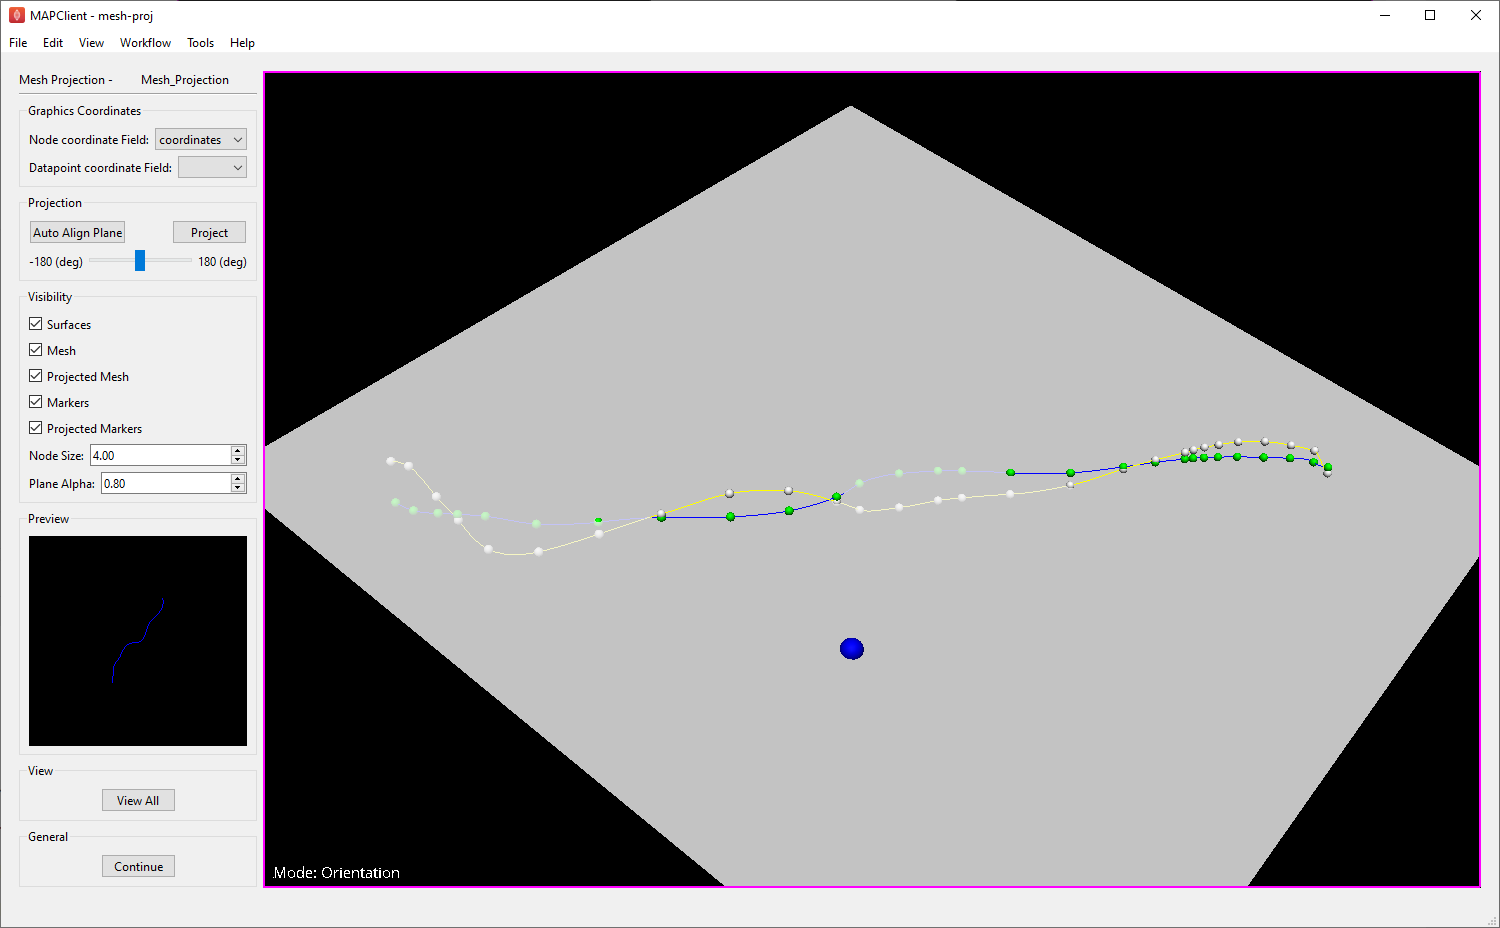 MAPClient - mesh-proj
File Edit View Workflow Tools Help
Mesh Projection - Mesh_Projection
Graphics Coordinates
Node coordinate Field: coordinates
Datapoint coordinate Field:
Projection
Auto Align Plane Project
-180 (deg) 180 (deg)
Visibility
Surfaces
Mesh
Projected Mesh
Markers
Projected Markers
Node Size: 4.00
Plane Alpha: 0.80
Preview
View
View All
General
Continue
Mode: Orientation